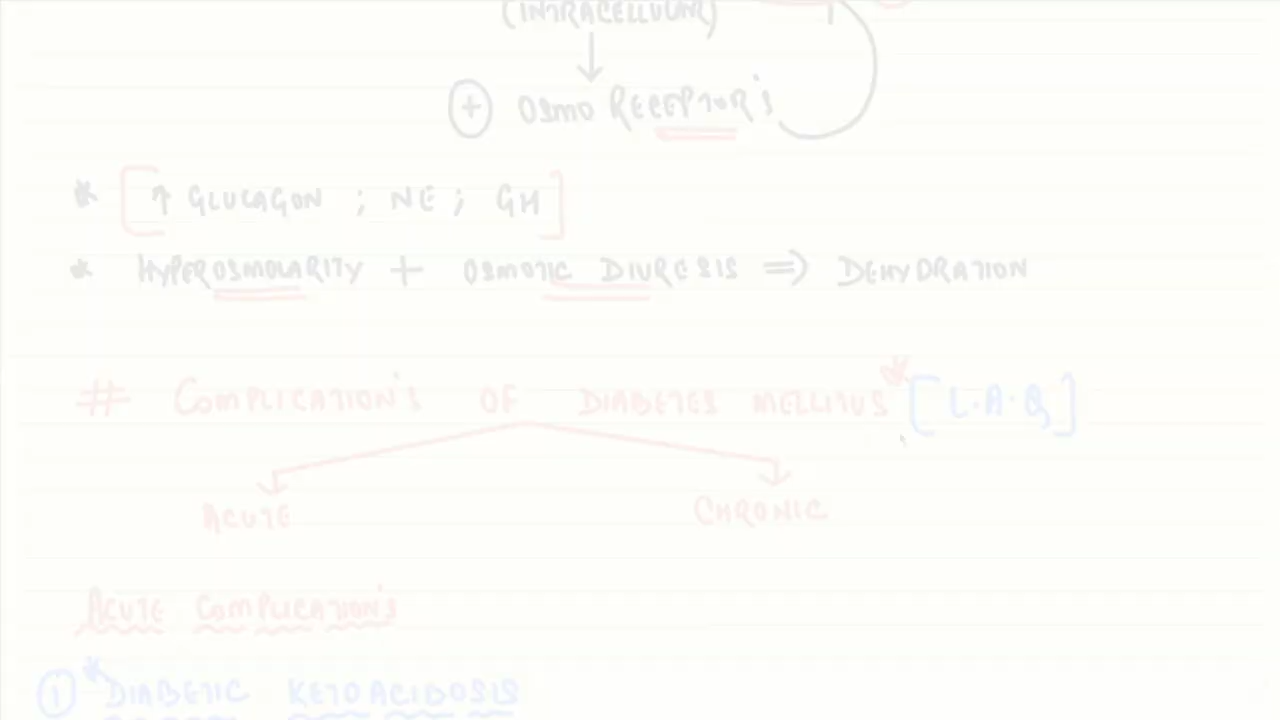 (INTRACELLULAR)
⊕ OSMO RECEPTOR'S
* [↑ GLUCAGON ; NE ; GH]
* HYPEROSMOLARITY + OSMOTIC DIURESIS ⇒ DEHYDRATION
# COMPLICATION'S OF DIABETES MELLITUS * [L.A.Q]
ACUTE CHRONIC
ACUTE COMPLICATION'S
① * DIABETIC KETOACIDOSIS